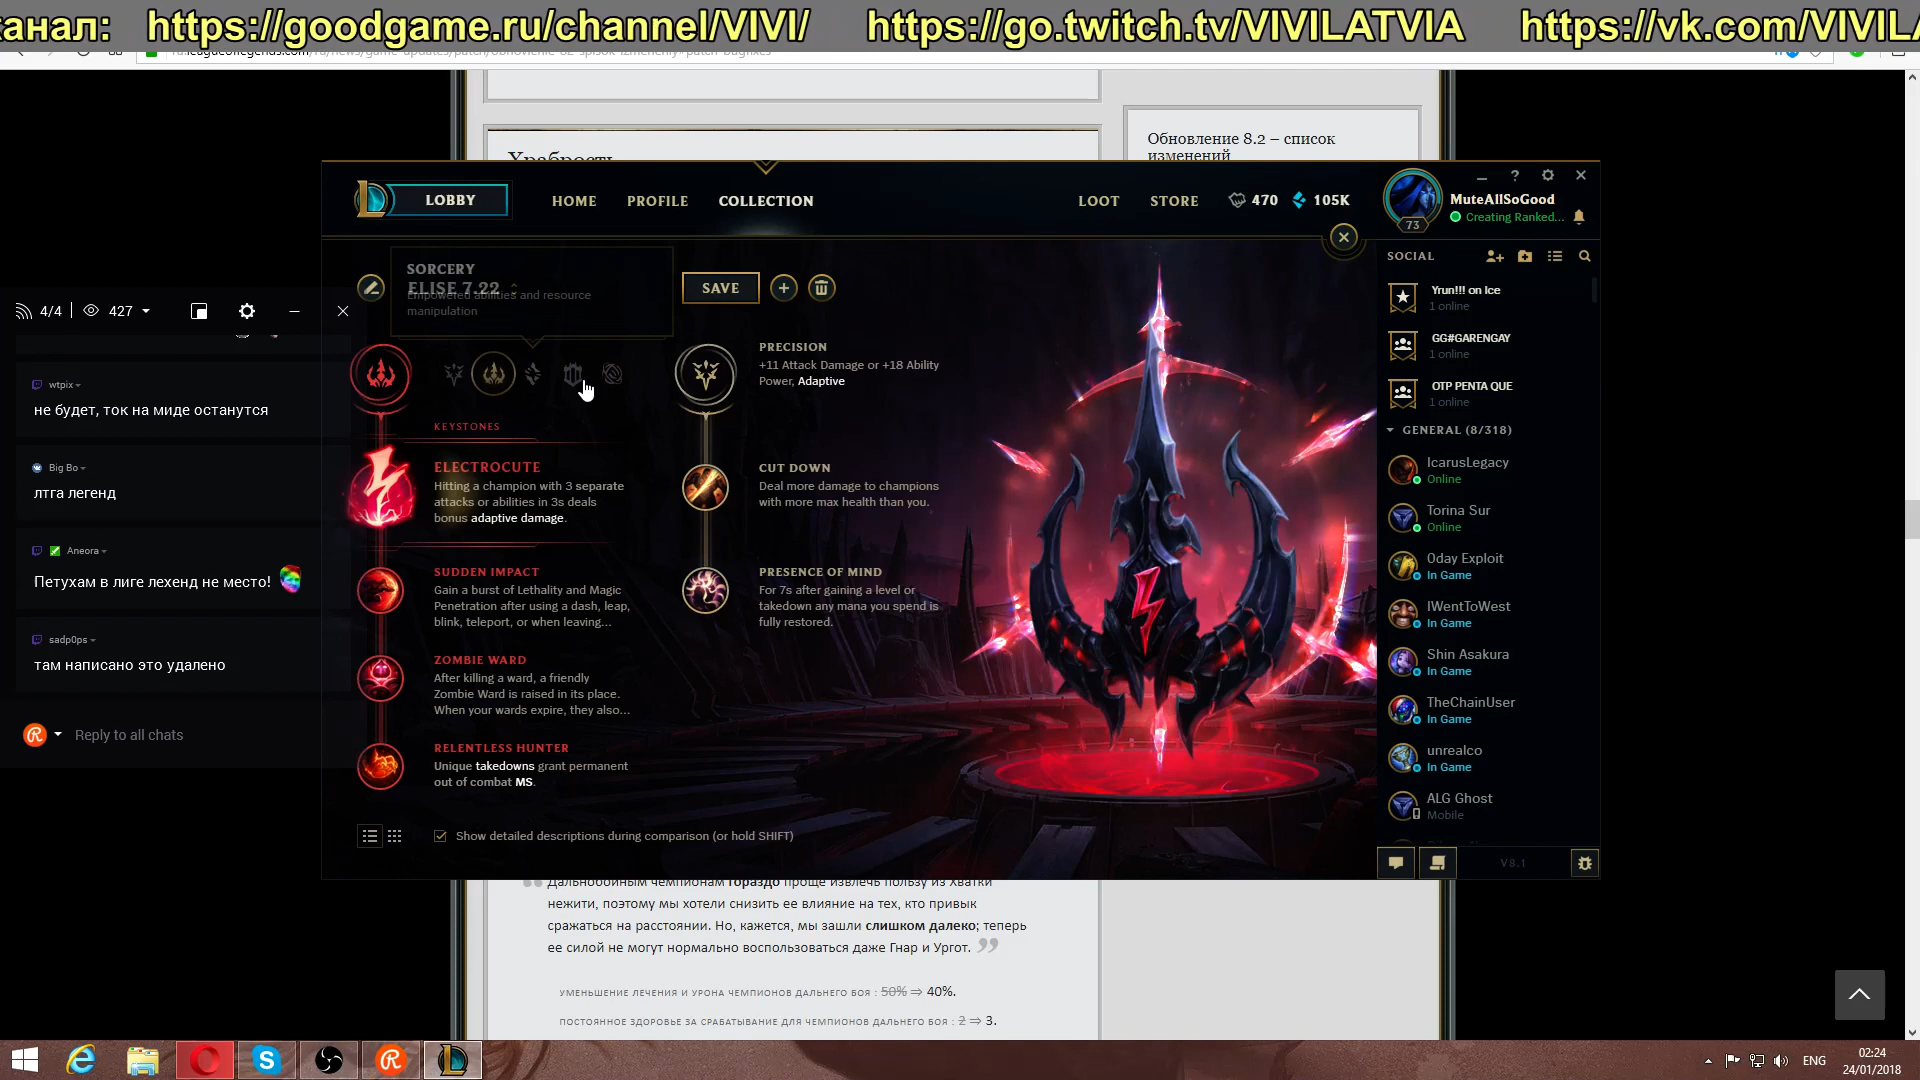 канал: https://goodgame.ru/channel/VIVI/ https://go.twitch.tv/VIVILATVIA https://vk.com/VIVILA
Храбрость
Обновление 8.2 – список
изменений
LOBBY
HOME
PROFILE
COLLECTION
LOOT
STORE
470
105K
73
MuteAllSoGood
Creating Ranked...
SORCERY
Empowered abilities and resource
manipulation
ELISE 7.22
SAVE
SOCIAL
Yrun!!! on Ice
1 online
GG#GARENGAY
1 online
OTP PENTA QUE
1 online
GENERAL (8/318)
IcarusLegacy
Online
Torina Sur
Online
0day Exploit
In Game
IWentToWest
In Game
Shin Asakura
In Game
TheChainUser
In Game
unrealco
In Game
ALG Ghost
Mobile
V8.1
4/4
427
wtpix
не будет, ток на миде останутся
Big Bo
лтга легенд
Aneora
Петухам в лиге лехенд не место!
sadp0ps
там написано это удалено
Reply to all chats
KEYSTONES
ELECTROCUTE
Hitting a champion with 3 separate
attacks or abilities in 3s deals
bonus adaptive damage.
SUDDEN IMPACT
Gain a burst of Lethality and Magic
Penetration after using a dash, leap,
blink, teleport, or when leaving...
ZOMBIE WARD
After killing a ward, a friendly
Zombie Ward is raised in its place.
When your wards expire, they also...
RELENTLESS HUNTER
Unique takedowns grant permanent
out of combat MS.
PRECISION
+11 Attack Damage or +18 Ability
Power, Adaptive
CUT DOWN
Deal more damage to champions
with more max health than you.
PRESENCE OF MIND
For 7s after gaining a level or
takedown any mana you spend is
fully restored.
Show detailed descriptions during comparison (or hold SHIFT)
Дальнобойным чемпионам гораздо проще извлечь пользу из Хватки
нежити, поэтому мы хотели снизить ее влияние на тех, кто привык
сражаться на расстоянии. Но, кажется, мы зашли слишком далеко; теперь
ее силой не могут нормально воспользоваться даже Гнар и Ургот.
УМЕНЬШЕНИЕ ЛЕЧЕНИЯ И УРОНА ЧЕМПИОНОВ ДАЛЬНЕГО БОЯ : 50% ⇒ 40%.
ПОСТОЯННОЕ ЗДОРОВЬЕ ЗА СРАБАТЫВАНИЕ ДЛЯ ЧЕМПИОНОВ ДАЛЬНЕГО БОЯ : 2 ⇒ 3.
ENG
02:24
24/01/2018